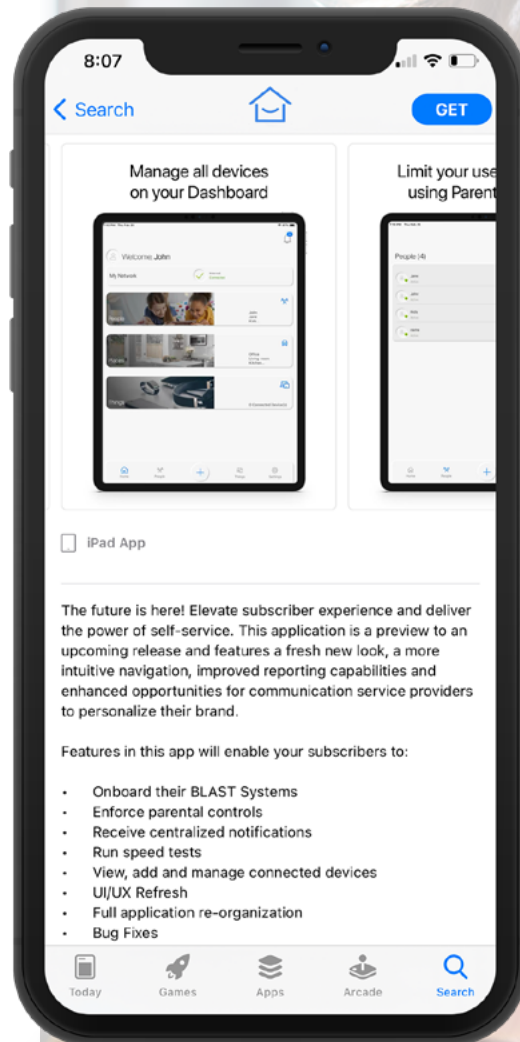 8:07
Search
GET
Manage all devices
on your Dashboard
Limit your use
using Parent
Welcome, John
My Network
People
Places
Things
Office
People (4)
iPad App
The future is here! Elevate subscriber experience and deliver
the power of self-service. This application is a preview to an
upcoming release and features a fresh new look, a more
intuitive navigation, improved reporting capabilities and
enhanced opportunities for communication service providers
to personalize their brand.
Features in this app will enable your subscribers to:
· Onboard their BLAST Systems
· Enforce parental controls
· Receive centralized notifications
· Run speed tests
· View, add and manage connected devices
· UI/UX Refresh
· Full application re-organization
· Bug Fixes
Today Games Apps Arcade Search